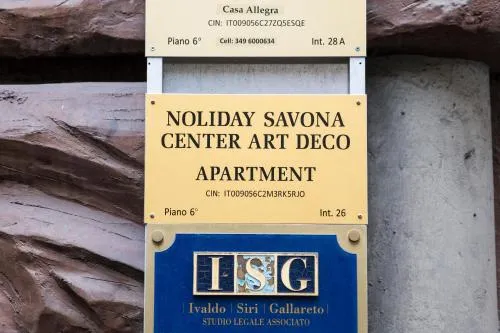 Casa Allegra
CIN: IT009056C27ZQ5ESQE
Piano 6° Cell: 349 6000634 Int. 28 A
NOLIDAY SAVONA
CENTER ART DECO
APARTMENT
CIN: IT009056C2M3RK5RJO
Piano 6° Int. 26
ISG
Ivaldo | Siri | Gallareto
STUDIO LEGALE ASSOCIATO